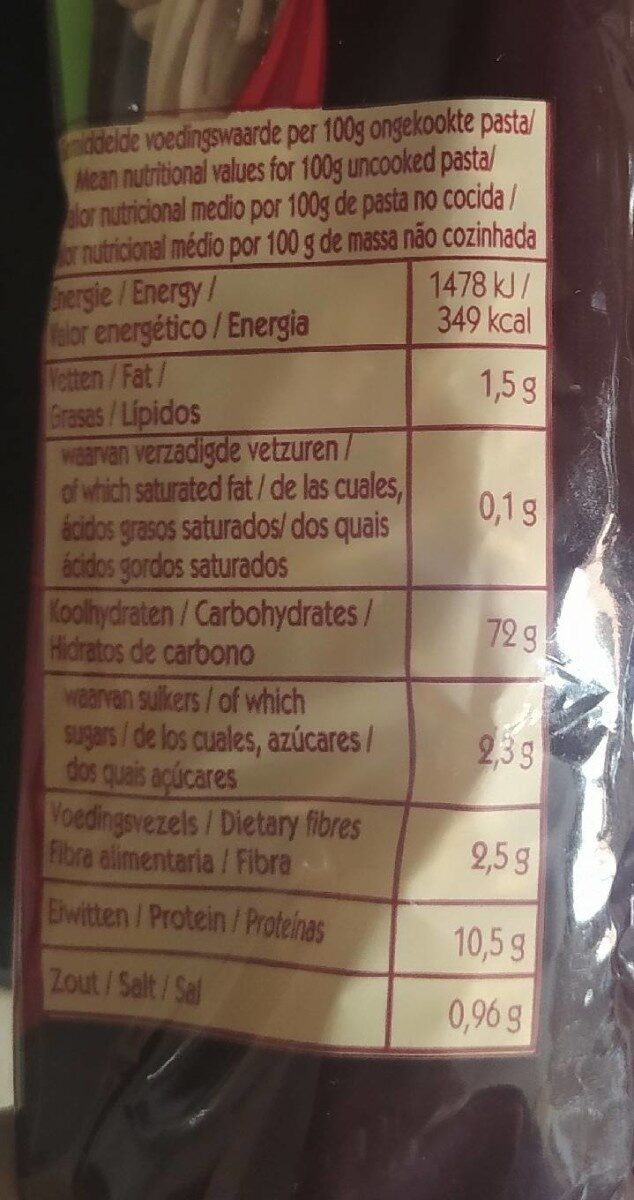 voedingswaarde per 100g ongekookte pasta/
Mean nutritional values for 100g uncooked pasta/
nutricional medio por 100g de pasta no cocida /
nutricional médio por 100 g de massa não cozinhada
Energie / Energy /
Valor energético / Energia
1478 kJ /
349 kcal
Vetten / Fat /
Grasas / Lípidos
1,5 g
waarvan verzadigde vetzuren /
of which saturated fat / de las cuales,
ácidos grasos saturados/ dos quais
ácidos gordos saturados
0,1 g
Koolhydraten / Carbohydrates /
Hidratos de carbono
72 g
waarvan suikers / of which
sugars / de los cuales, azúcares /
dos quais açúcares
2,3 g
Voedingsvezels / Dietary fibres
Fibra alimentaria / Fibra
2,5 g
Eiwitten / Protein / Proteínas
10,5 g
Zout / Salt / Sal
0,96 g